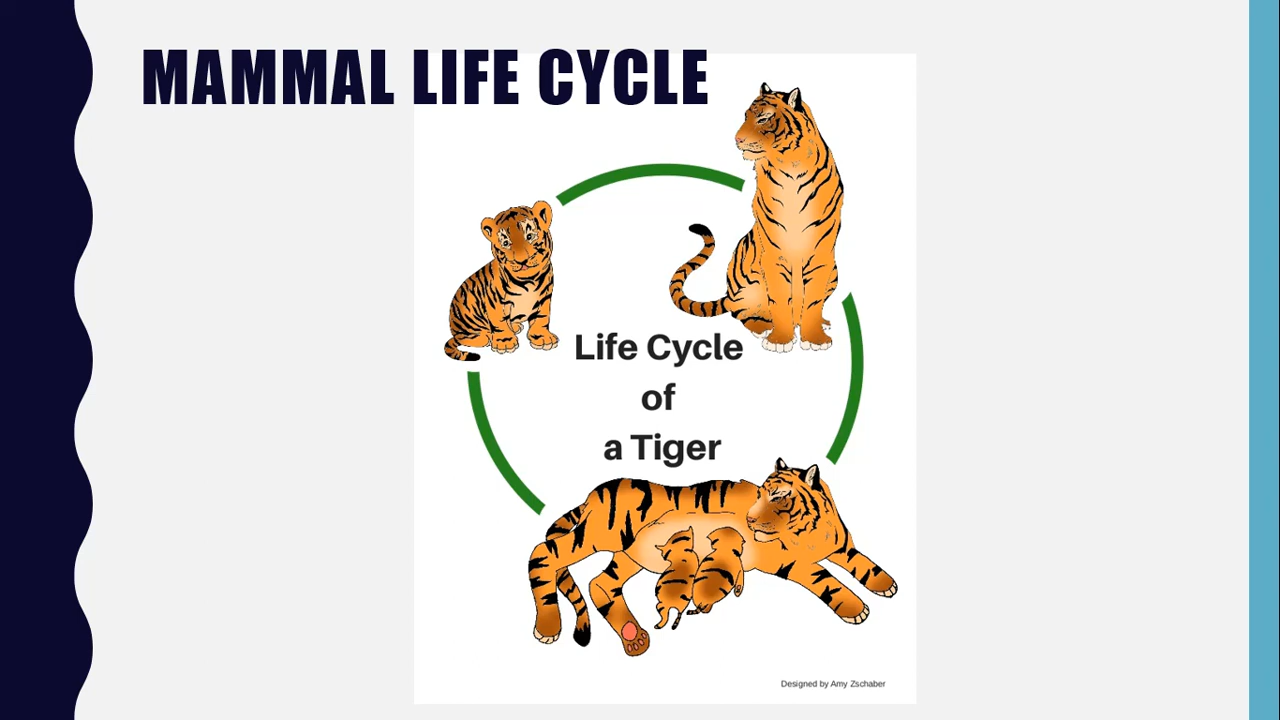 MAMMAL LIFE CYCLE
Life Cycle
of
a Tiger
Designed by Amy Zschaber